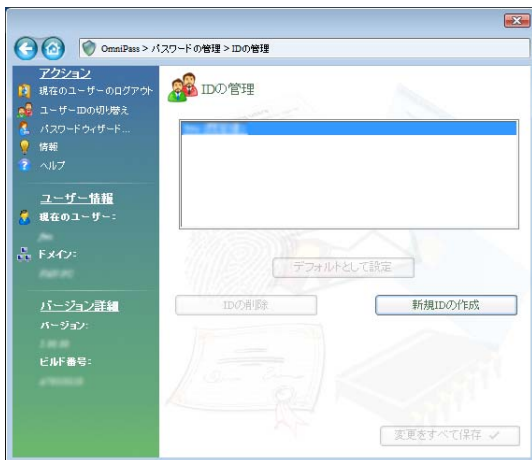 OmniPass > パスワードの管理 > IDの管理
アクション
現在のユーザーのログアウト
ユーザーIDの切り替え
パスワードウィザード...
情報
ヘルプ
ユーザー情報
現在のユーザー:
ドメイン:
バージョン詳細
バージョン:
ビルド番号:
IDの管理
デフォルトとして設定
IDの削除
新規IDの作成
変更をすべて保存